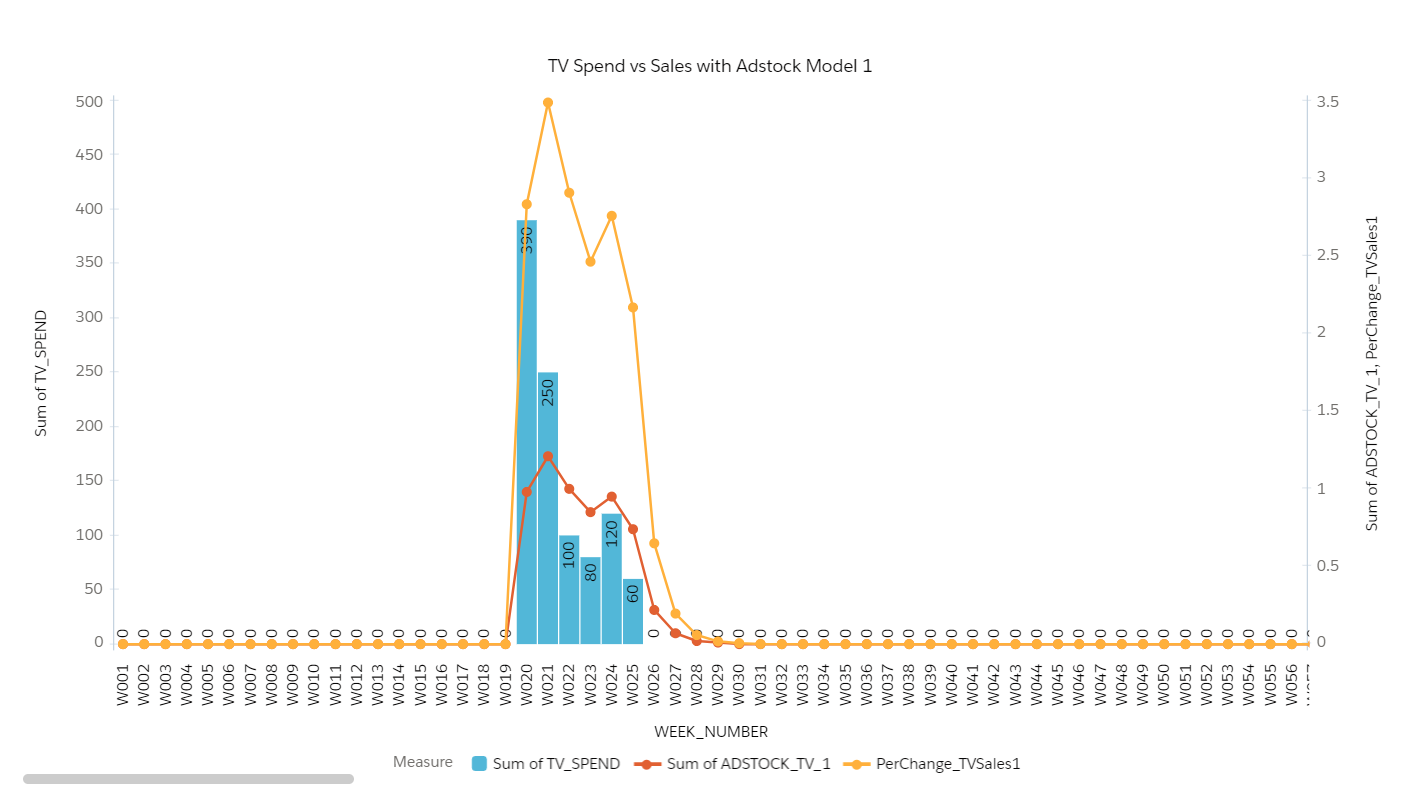 TV Spend vs Sales with Adstock Model 1
500
450
400
350
300
250
200
150
100
50
0
Sum of TV_SPEND
3.5
3
2.5
2
1.5
1
0.5
0
Sum of ADSTOCK_TV_1, PerChange_TVSales1
0 0 0 0 0 0 0 0 0 0 0 0 0 0 0 0 0 0 0 390 250 100 80 120 60 0 0 0 0 0 0 0 0 0 0 0 0 0 0 0 0 0 0 0 0 0 0 0 0 0 0 0 0 0 0
W001 W002 W003 W004 W005 W006 W007 W008 W009 W010 W011 W012 W013 W014 W015 W016 W017 W018 W019 W020 W021 W022 W023 W024 W025 W026 W027 W028 W029 W030 W031 W032 W033 W034 W035 W036 W037 W038 W039 W040 W041 W042 W043 W044 W045 W046 W047 W048 W049 W050 W051 W052 W053 W054 W055 W056
WEEK_NUMBER
Measure Sum of TV_SPEND Sum of ADSTOCK_TV_1 PerChange_TVSales1